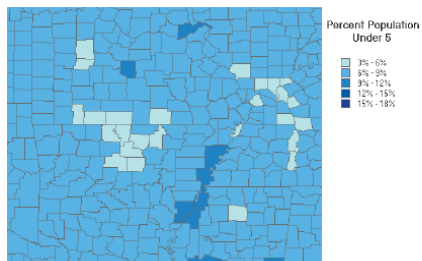 Percent Population
Under 5
3% - 6%
6% - 9%
9% - 12%
12% - 15%
15% - 18%